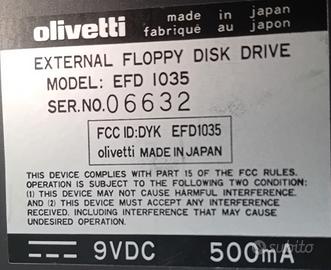 olivetti made in japan
fabriqué au japon
EXTERNAL FLOPPY DISK DRIVE
MODEL: EFD 1035
SER.NO.06632
FCC ID:DYK EFD1035
olivetti MADE IN JAPAN
THIS DEVICE COMPLIES WITH PART 15 OF THE FCC RULES.
OPERATION IS SUBJECT TO THE FOLLOWING TWO CONDITION:
(1) THIS DEVICE MAY NOT CAUSE HARMFUL INTERFERENCE.
AND (2) THIS DEVICE MUST ACCEPT ANY INTERFERENCE
RECEIVED, INCLUDING INTERFERENCE THAT MAY CAUSE
UNDESIRED OPERATION.
9VDC 500mA
subito